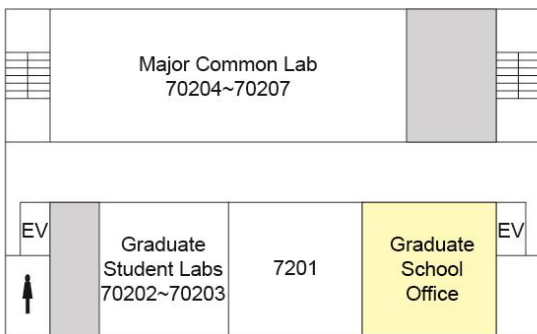 Major Common Lab
70204~70207
EV
Graduate
Student Labs
70202~70203
7201
Graduate
School
Office
EV